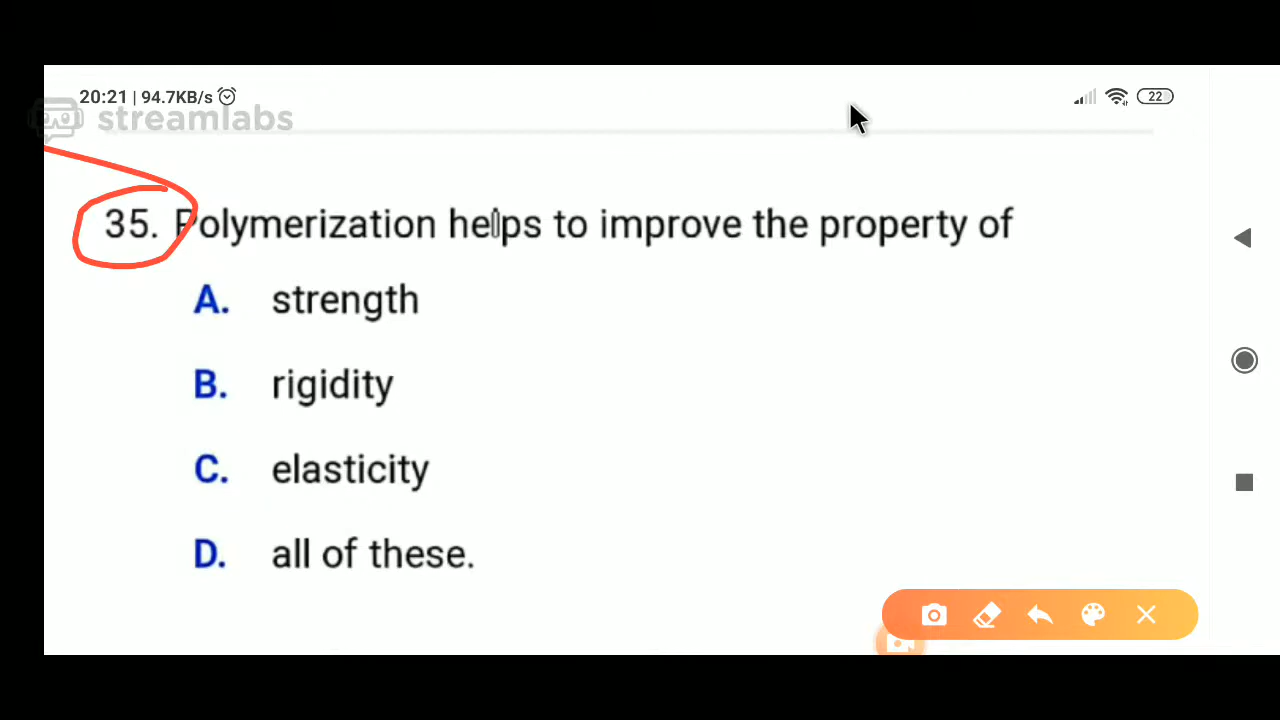 20:21 | 94.7KB/s
22
streamlabs
35. Polymerization helps to improve the property of
A. strength
B. rigidity
C. elasticity
D. all of these.